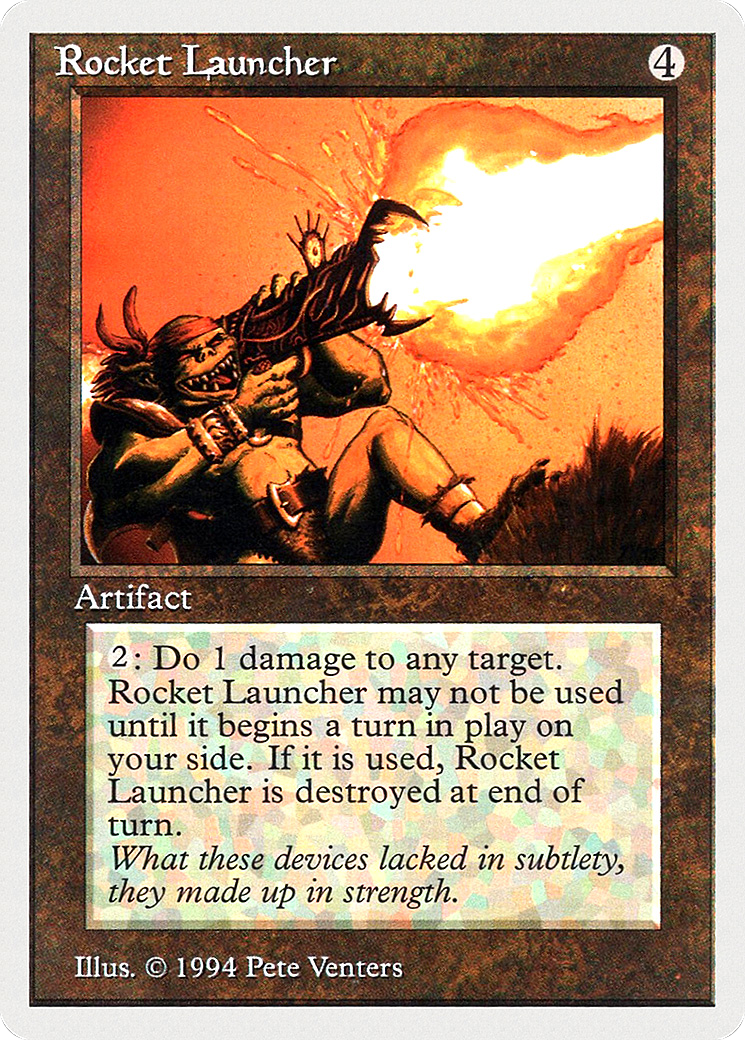 Rocket Launcher 4
Artifact
2: Do 1 damage to any target.
Rocket Launcher may not be used
until it begins a turn in play on
your side. If it is used, Rocket
Launcher is destroyed at end of
turn.
What these devices lacked in subtlety,
they made up in strength.
Illus. © 1994 Pete Venters